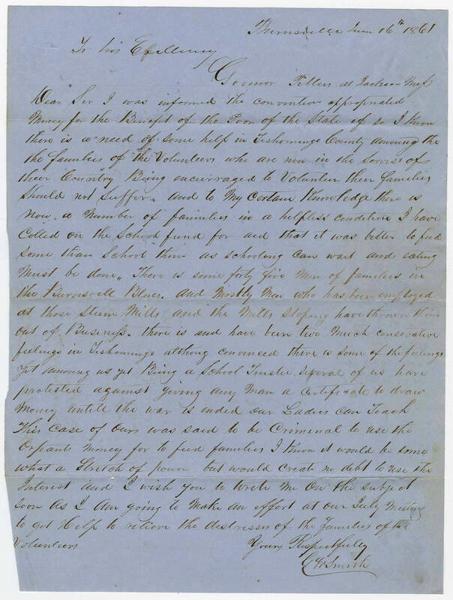 June 16th 1861
To his Efellency
Govnor Pettus at Jackson Miss
Dear Sir I was informed the convention appropriated
Money for the Benefit of the Poor of the State if so I know
there is a need of some help in Tishomingo County amoung the
the Families of the Volunteers who are now in the Service of
their Country Being encurraged to Volunteer their families
Should not Suffer. and to My Certain Knowledge there is
now a Number of families in a helpless condition I have
Called on the School fund for aid that it was better to feed
some than School them as schooling can wait and eating
Must be done. There is some forty five Men of families in
the Blues. and Mostly Men who has been employed
at those Steam Mills and the Mills stoping have thrown them
out of Business. there is and have been two much conservative
feelings in Tishomingo althoug convinced there is some of the feelings
yet amoung us yet Being a School Trustee several of us have
protested against giving any Man a Certificate to draw
Money untill the war is ended our Ladies Can Teach
This Case of Ours was said to be Criminal to use the
Orphants money for to feed families I know it would be some
what a Stretch of power but would Create no debt to use the
Interest and I wish you to Wrote me On the Subject
soon As I am going to make an effort at our July Meeting
to get Help to relieve the distresses of the Families of the
Volunteers
Yours Respectfully
Smith